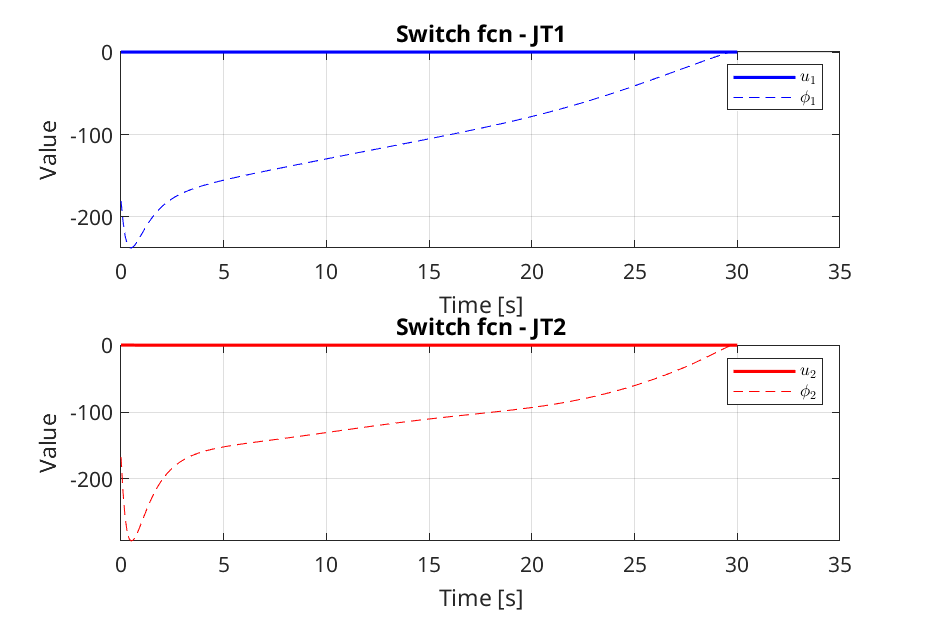 Switch fcn - JT1
0
-100
-200
Value
u₁
ϕ₁
0 5 10 15 20 25 30 35
Time [s]
Switch fcn - JT2
0
-100
-200
Value
u₂
ϕ₂
0 5 10 15 20 25 30 35
Time [s]